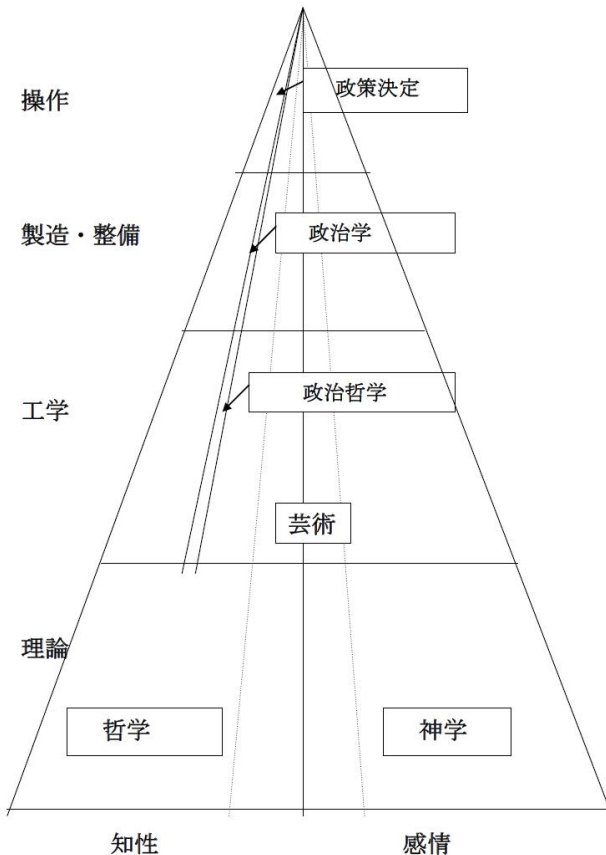 操作
政策決定
製造・整備
政治学
工学
政治哲学
芸術
理論
哲学
神学
知性
感情